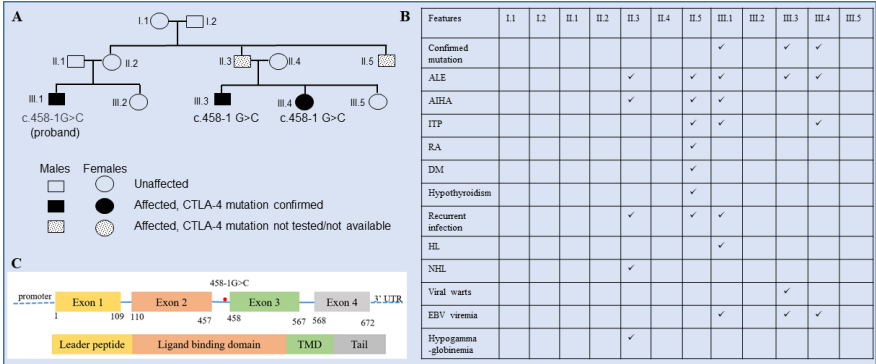 A
I.1
I.2
II.1
II.2
II.3
II.4
II.5
III.1
III.2
III.3
III.4
III.5
c.458-1G>C
(proband)
c.458-1 G>C
c.458-1 G>C
Males Females
Unaffected
Affected, CTLA-4 mutation confirmed
Affected, CTLA-4 mutation not tested/not available
B
Features I.1 I.2 II.1 II.2 II.3 II.4 II.5 III.1 III.2 III.3 III.4 III.5
Confirmed
mutation ✓ ✓ ✓
ALE ✓ ✓ ✓ ✓ ✓
AIHA ✓ ✓ ✓
ITP ✓ ✓ ✓
RA ✓
DM ✓
Hypothyroidism ✓
Recurrent
infection ✓ ✓ ✓
HL ✓
NHL ✓
Viral warts ✓
EBV viremia ✓ ✓ ✓
Hypogamma
-globinemia ✓
C
458-1G>C
promoter Exon 1 Exon 2 Exon 3 Exon 4 3' UTR
1 109 110 457 458 567 568 672
Leader peptide Ligand binding domain TMD Tail